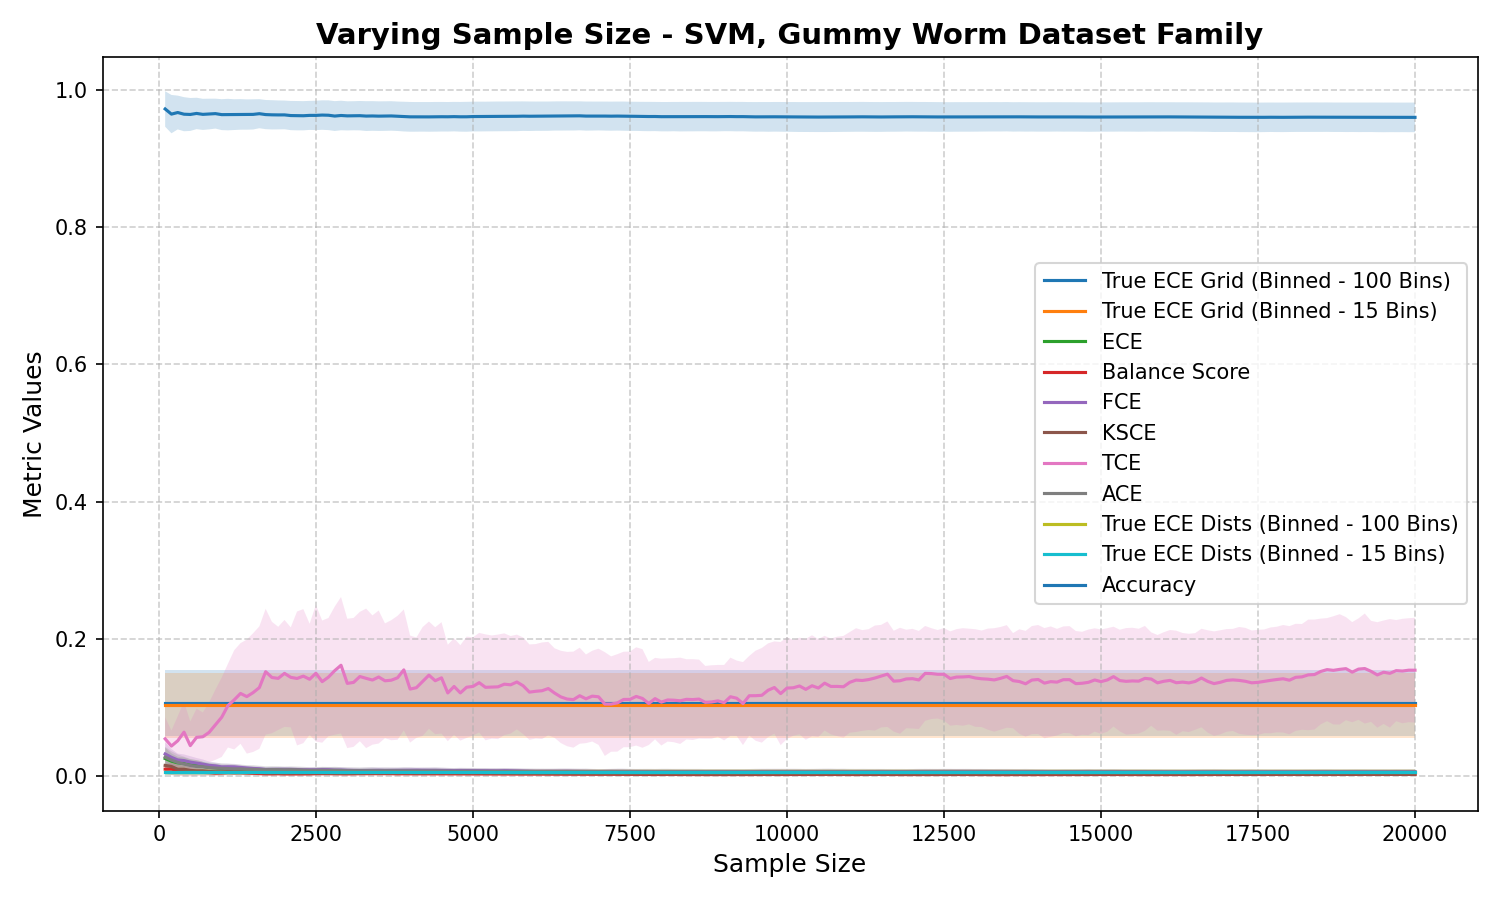 Varying Sample Size - SVM, Gummy Worm Dataset Family
Metric Values
1.0
0.8
0.6
0.4
0.2
0.0
True ECE Grid (Binned - 100 Bins)
True ECE Grid (Binned - 15 Bins)
ECE
Balance Score
FCE
KSCE
TCE
ACE
True ECE Dists (Binned - 100 Bins)
True ECE Dists (Binned - 15 Bins)
Accuracy
0 2500 5000 7500 10000 12500 15000 17500 20000
Sample Size